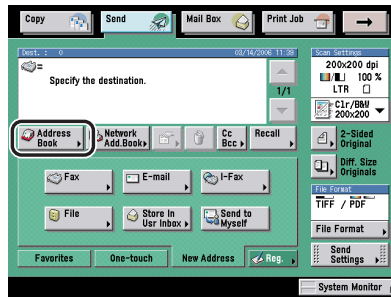 Copy
Send
Mail Box
Print Job
Dest. : 0
03/14/2006 11:39
Specify the destination.
1/1
Address
Book
Network
Add.Book
Cc
Bcc
Recall
Fax
E-mail
I-Fax
File
Store In
Usr Inbox
Send to
Myself
Favorites
One-touch
New Address
Reg.
Scan Settings
200x200 dpi
100 %
LTR
Clr/B&W
200x200
2-Sided
Original
Diff. Size
Originals
File Format
TIFF / PDF
File Format
Send
Settings
System Monitor